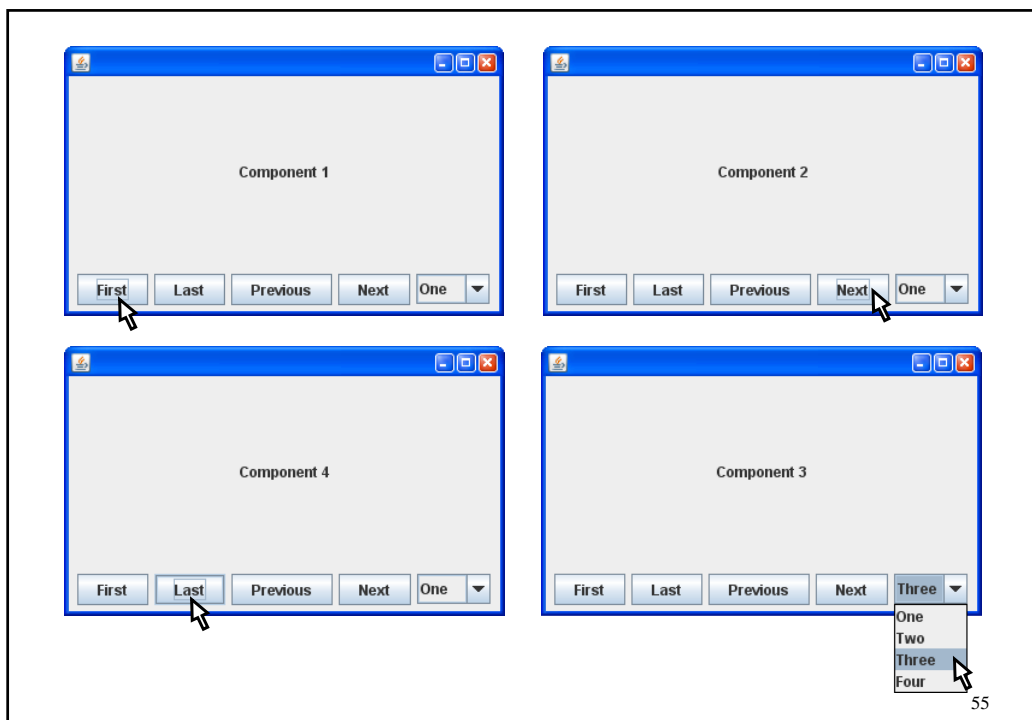 Component 1
First Last Previous Next One
Component 2
First Last Previous Next One
Component 4
First Last Previous Next One
Component 3
First Last Previous Next Three
One
Two
Three
Four
55